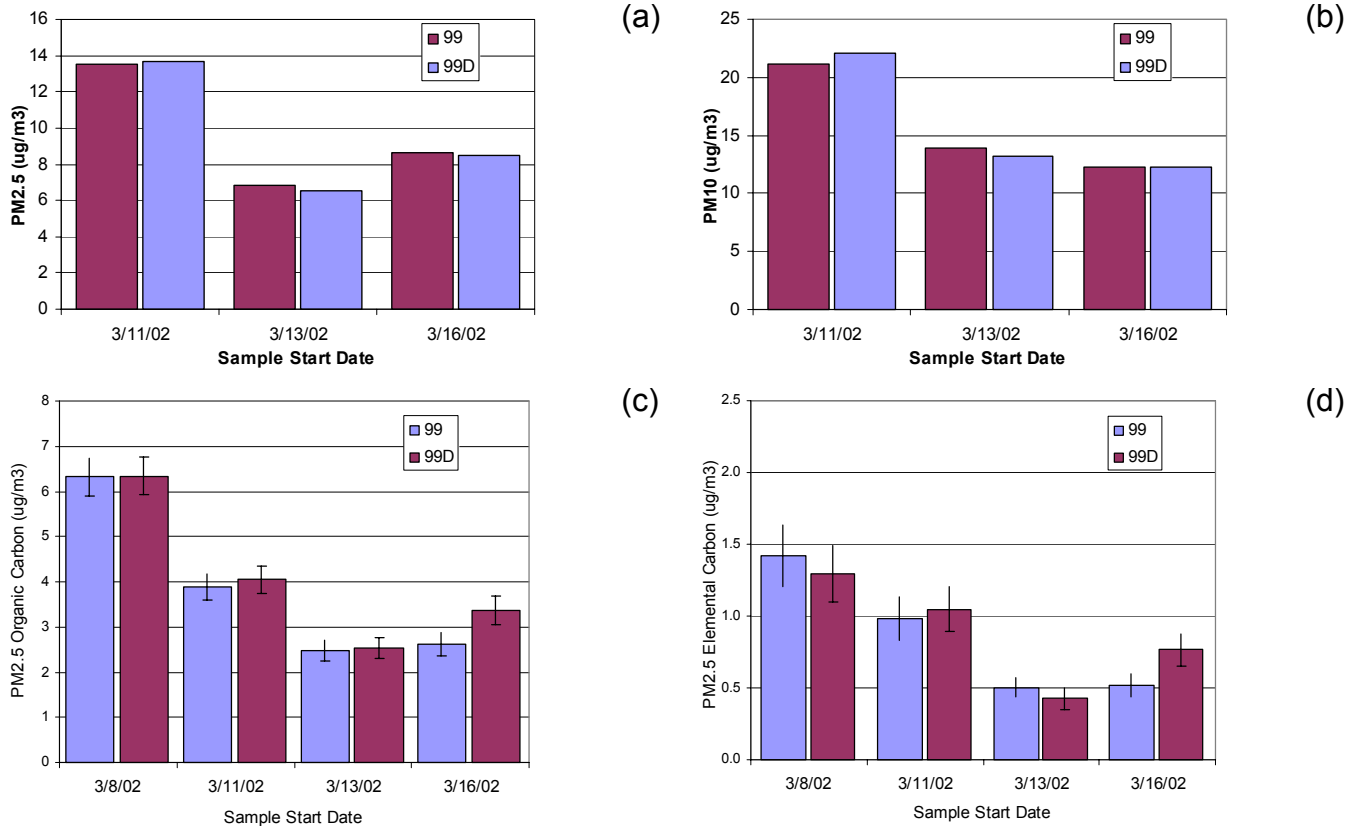 (a)
99
99D
PM2.5 (ug/m3)
16
14
12
10
8
6
4
2
0
3/11/02 3/13/02 3/16/02
Sample Start Date
(b)
99
99D
PM10 (ug/m3)
25
20
15
10
5
0
3/11/02 3/13/02 3/16/02
Sample Start Date
(c)
99
99D
PM2.5 Organic Carbon (ug/m3)
8
7
6
5
4
3
2
1
0
3/8/02 3/11/02 3/13/02 3/16/02
Sample Start Date
(d)
99
99D
PM2.5 Elemental Carbon (ug/m3)
2.5
2.0
1.5
1.0
0.5
0.0
3/8/02 3/11/02 3/13/02 3/16/02
Sample Start Date